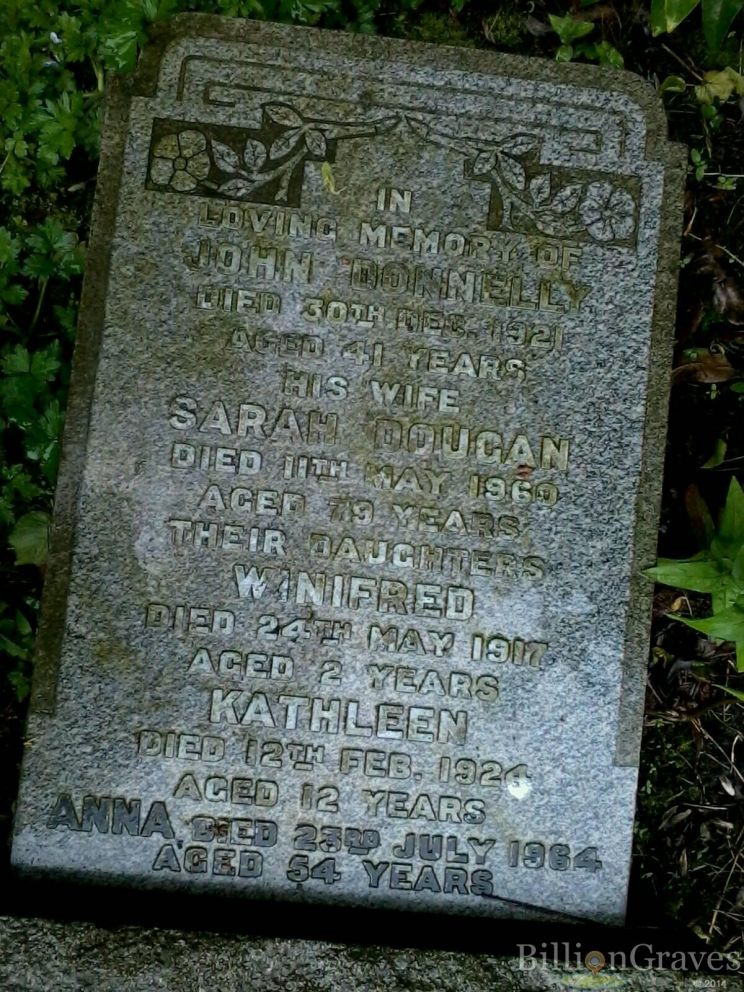 IN
LOVING MEMORY OF
JOHN DONNELLY
DIED 30TH DEC. 1921
AGED 41 YEARS
HIS WIFE
SARAH DOUGAN
DIED 11TH MAY 1960
AGED 79 YEARS
THEIR DAUGHTERS
WINIFRED
DIED 24TH MAY 1917
AGED 2 YEARS
KATHLEEN
DIED 12TH FEB. 1924
AGED 12 YEARS
ANNA, DIED 23RD JULY 1964
AGED 54 YEARS
BillionGraves
© 2014